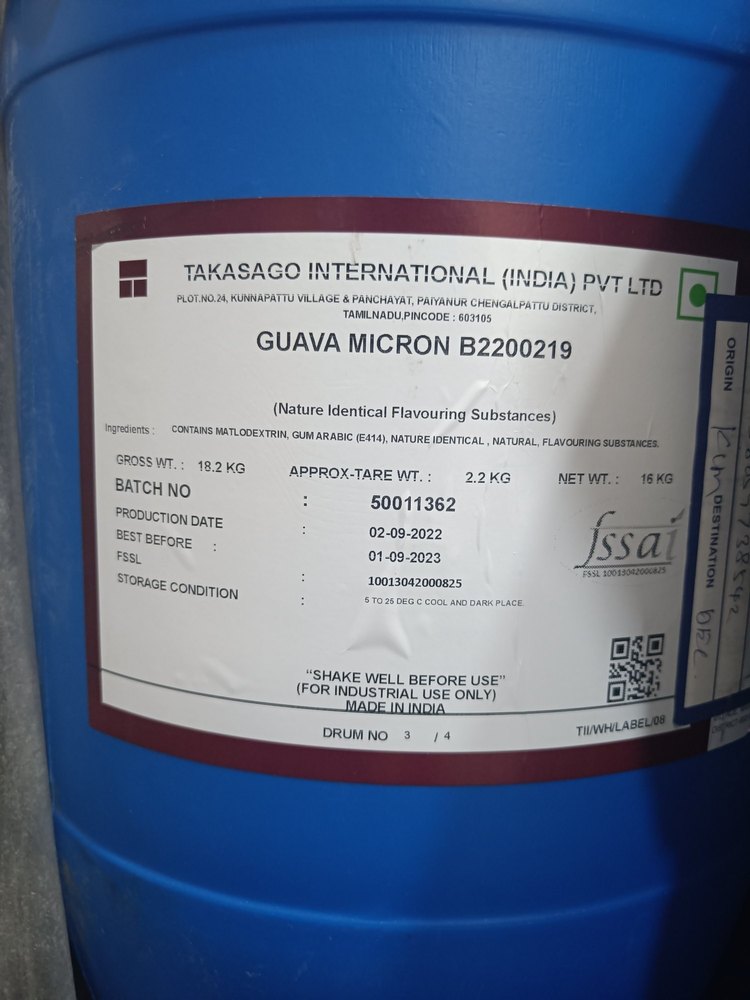 TAKASAGO INTERNATIONAL (INDIA) PVT LTD
PLOT.NO.24, KUNNAPATTU VILLAGE & PANCHAYAT, PAIYANUR CHENGALPATTU DISTRICT,
TAMILNADU,PINCODE : 603105
GUAVA MICRON B2200219
(Nature Identical Flavouring Substances)
Ingredients : CONTAINS MATLODEXTRIN, GUM ARABIC (E414), NATURE IDENTICAL , NATURAL, FLAVOURING SUBSTANCES.
GROSS WT. : 18.2 KG APPROX-TARE WT. : 2.2 KG NET WT. : 16 KG
BATCH NO : 50011362
PRODUCTION DATE : 02-09-2022
BEST BEFORE : 01-09-2023
FSSL : 10013042000825
STORAGE CONDITION : 5 TO 25 DEG C COOL AND DARK PLACE.
fssai
FSSL 10013042000825
"SHAKE WELL BEFORE USE"
(FOR INDUSTRIAL USE ONLY)
MADE IN INDIA
DRUM NO 3 / 4
TII/WH/LABEL/08
ORIGIN
DESTINATION